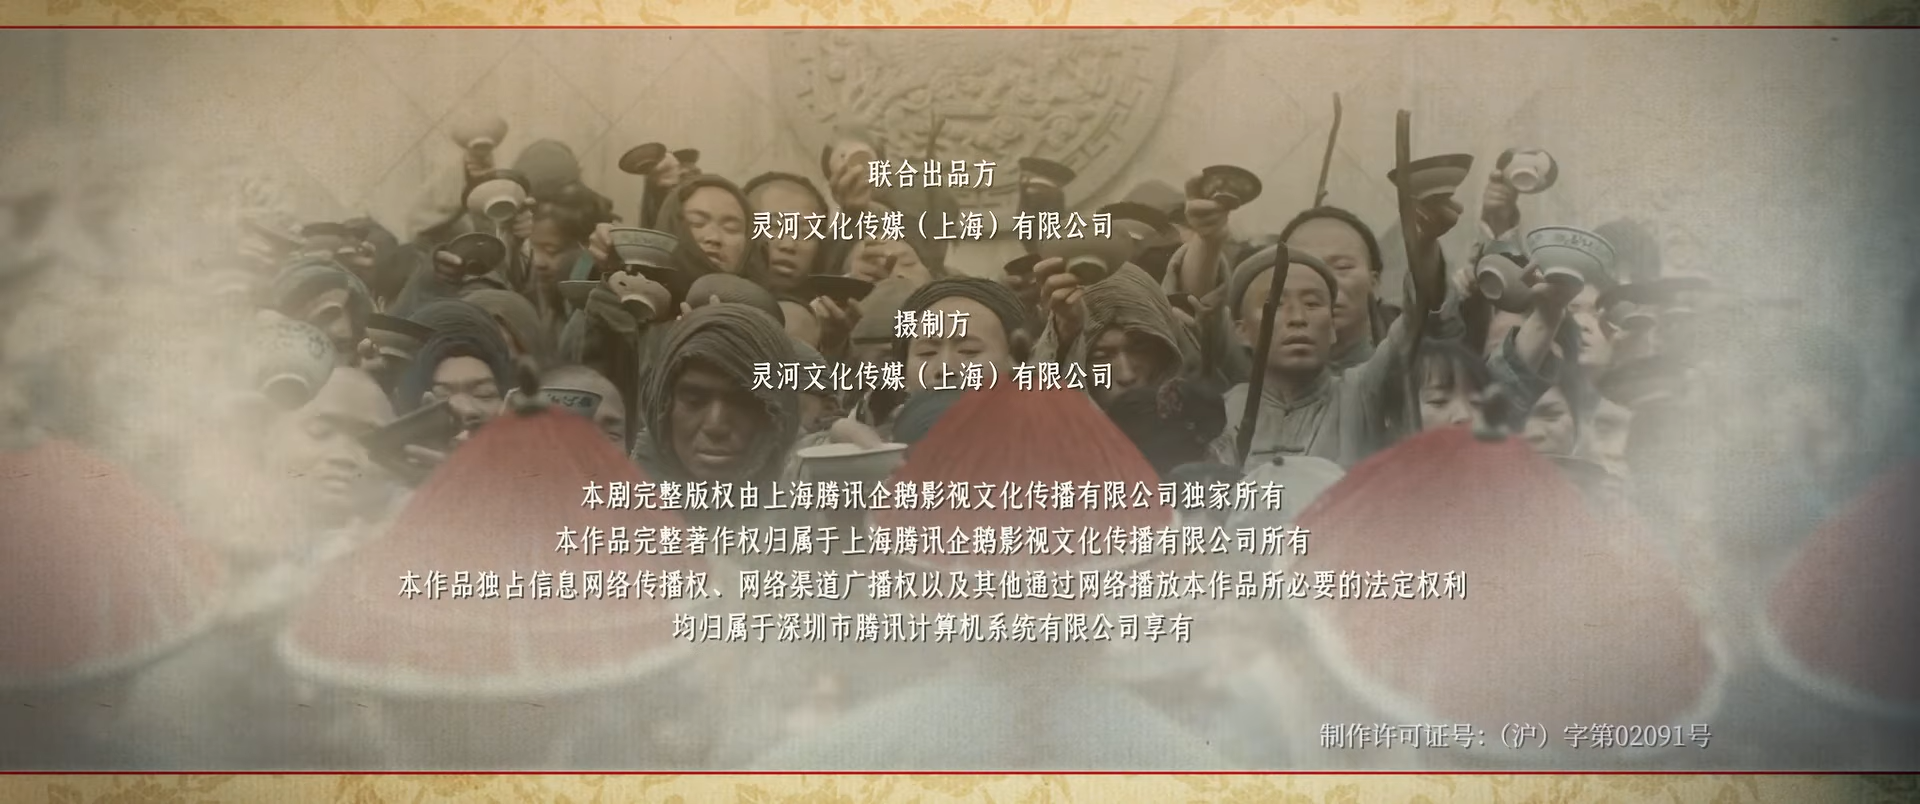 联合出品方
灵河文化传媒（上海）有限公司
摄制方
灵河文化传媒（上海）有限公司
本剧完整版权由上海腾讯企鹅影视文化传播有限公司独家所有
本作品完整著作权归属于上海腾讯企鹅影视文化传播有限公司所有
本作品独占信息网络传播权、网络渠道广播权以及其他通过网络播放本作品所必要的法定权利
均归属于深圳市腾讯计算机系统有限公司享有
制作许可证号：（沪）字第02091号